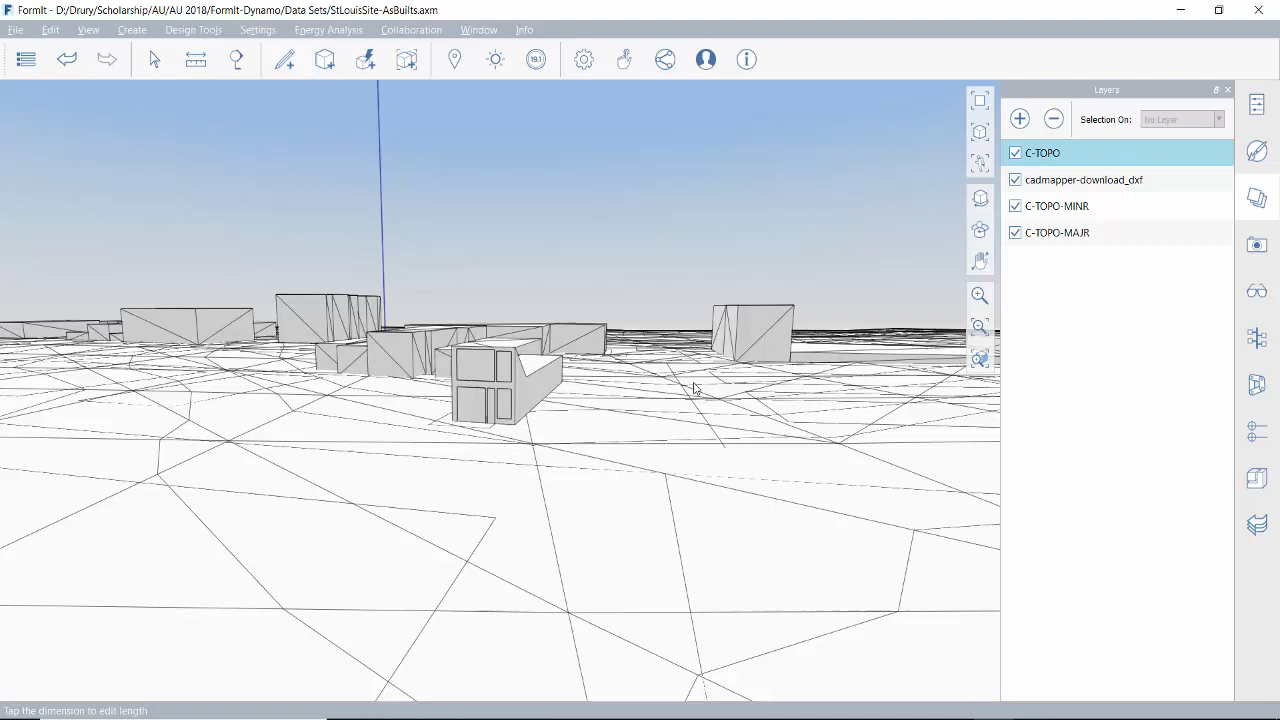 FormIt - D:/Drury/Scholarship/AU/AU 2018/FormIt-Dynamo/Data Sets/StLouisSite-AsBuilts.axm
File Edit View Create Design Tools Settings Energy Analysis Collaboration Window Info
19.1
Layers
Selection On: No Layer
C-TOPO
cadmapper-download_dxf
C-TOPO-MINR
C-TOPO-MAJR
Tap the dimension to edit length